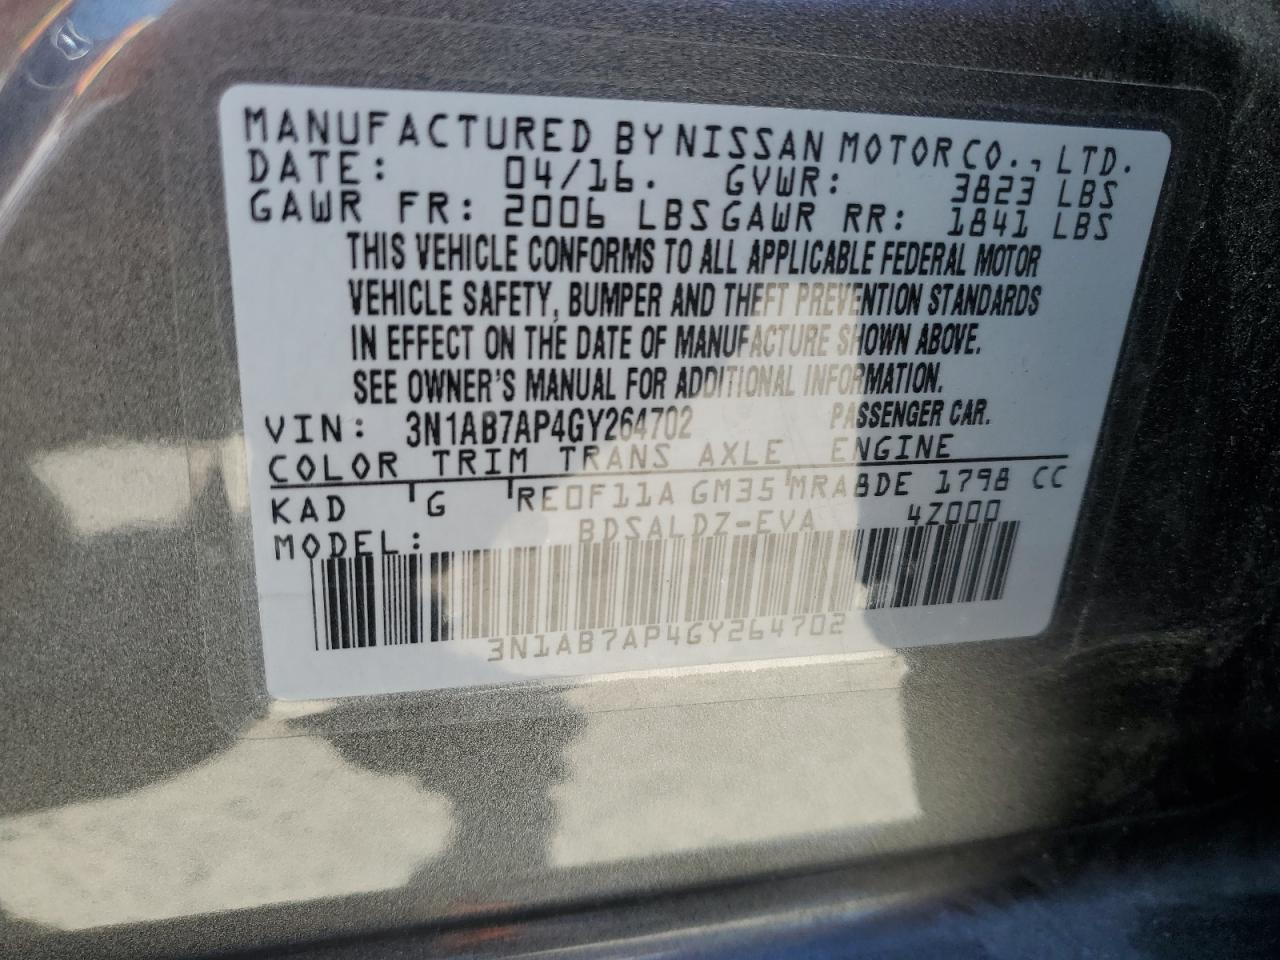 MANUFACTURED BY NISSAN MOTOR CO., LTD.
DATE: 04/16. GVWR: 3823 LBS
GAWR FR: 2006 LBS GAWR RR: 1841 LBS
THIS VEHICLE CONFORMS TO ALL APPLICABLE FEDERAL MOTOR
VEHICLE SAFETY, BUMPER AND THEFT PREVENTION STANDARDS
IN EFFECT ON THE DATE OF MANUFACTURE SHOWN ABOVE.
SEE OWNER'S MANUAL FOR ADDITIONAL INFORMATION.
VIN: 3N1AB7AP4GY264702 PASSENGER CAR.
COLOR TRIM TRANS AXLE ENGINE
KAD G RE0F11A GM35 MRA8DE 1798 CC
MODEL: BDSALDZ-EVA 4Z000
3N1AB7AP4GY264702